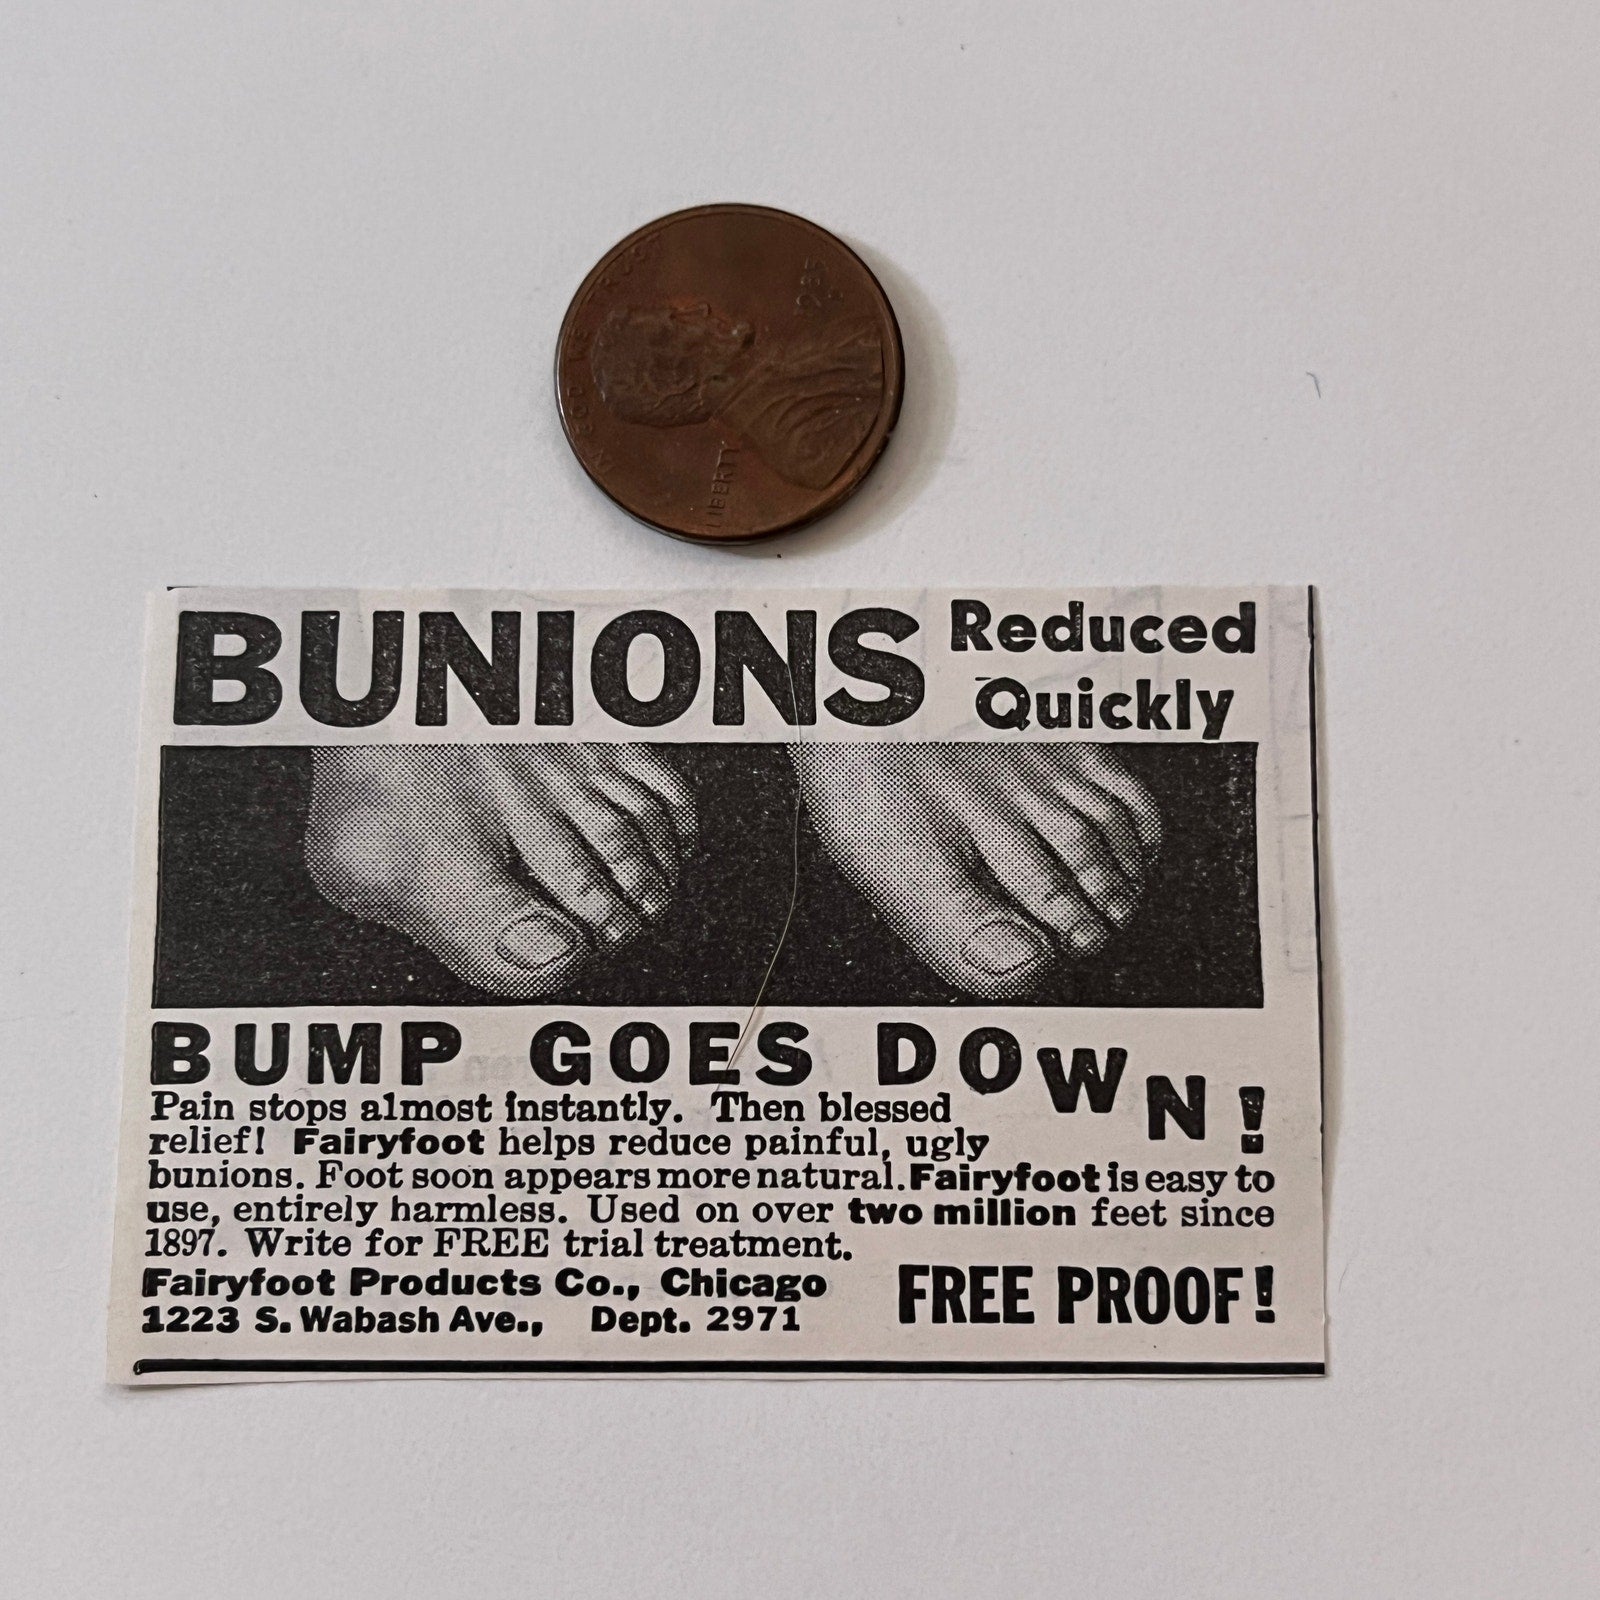 IN GOD WE TRUST
LIBERTY
1985
D
BUNIONS Reduced
Quickly
BUMP GOES DOWN!
Pain stops almost instantly. Then blessed
relief! Fairyfoot helps reduce painful, ugly
bunions. Foot soon appears more natural. Fairyfoot is easy to
use, entirely harmless. Used on over two million feet since
1897. Write for FREE trial treatment.
Fairyfoot Products Co., Chicago
1223 S. Wabash Ave., Dept. 2971
FREE PROOF!